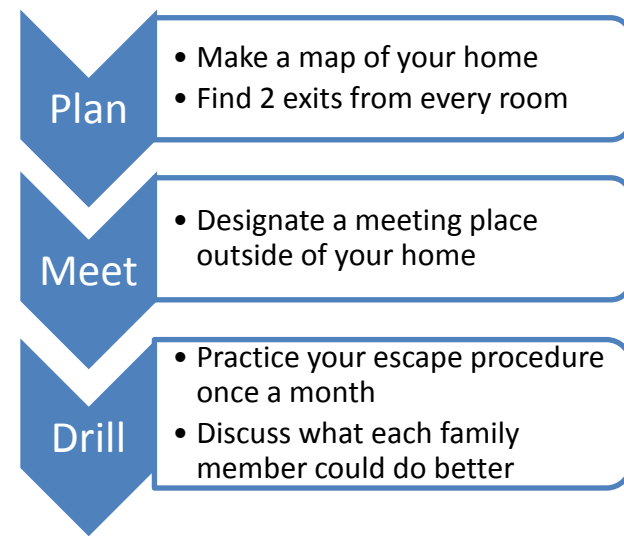 Plan
• Make a map of your home
• Find 2 exits from every room
Meet
• Designate a meeting place
outside of your home
Drill
• Practice your escape procedure
once a month
• Discuss what each family
member could do better